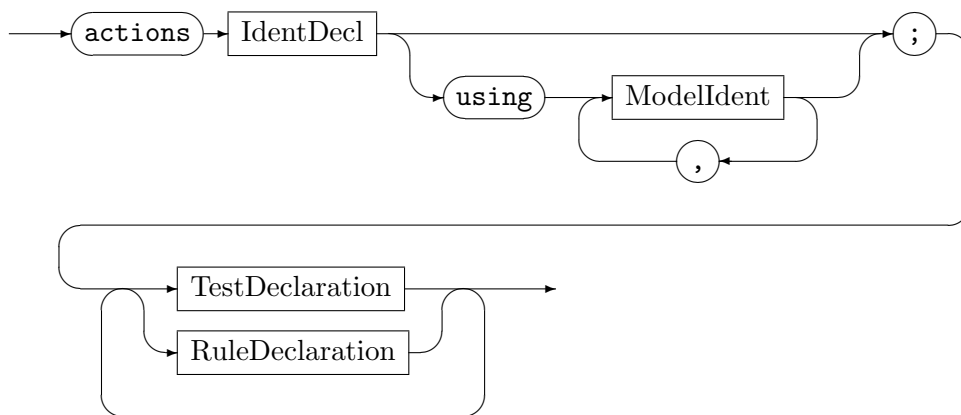 actions IdentDecl ;
using ModelIdent
,
TestDeclaration
RuleDeclaration